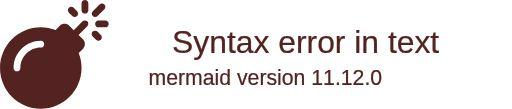 Syntax error in text
mermaid version 11.12.0